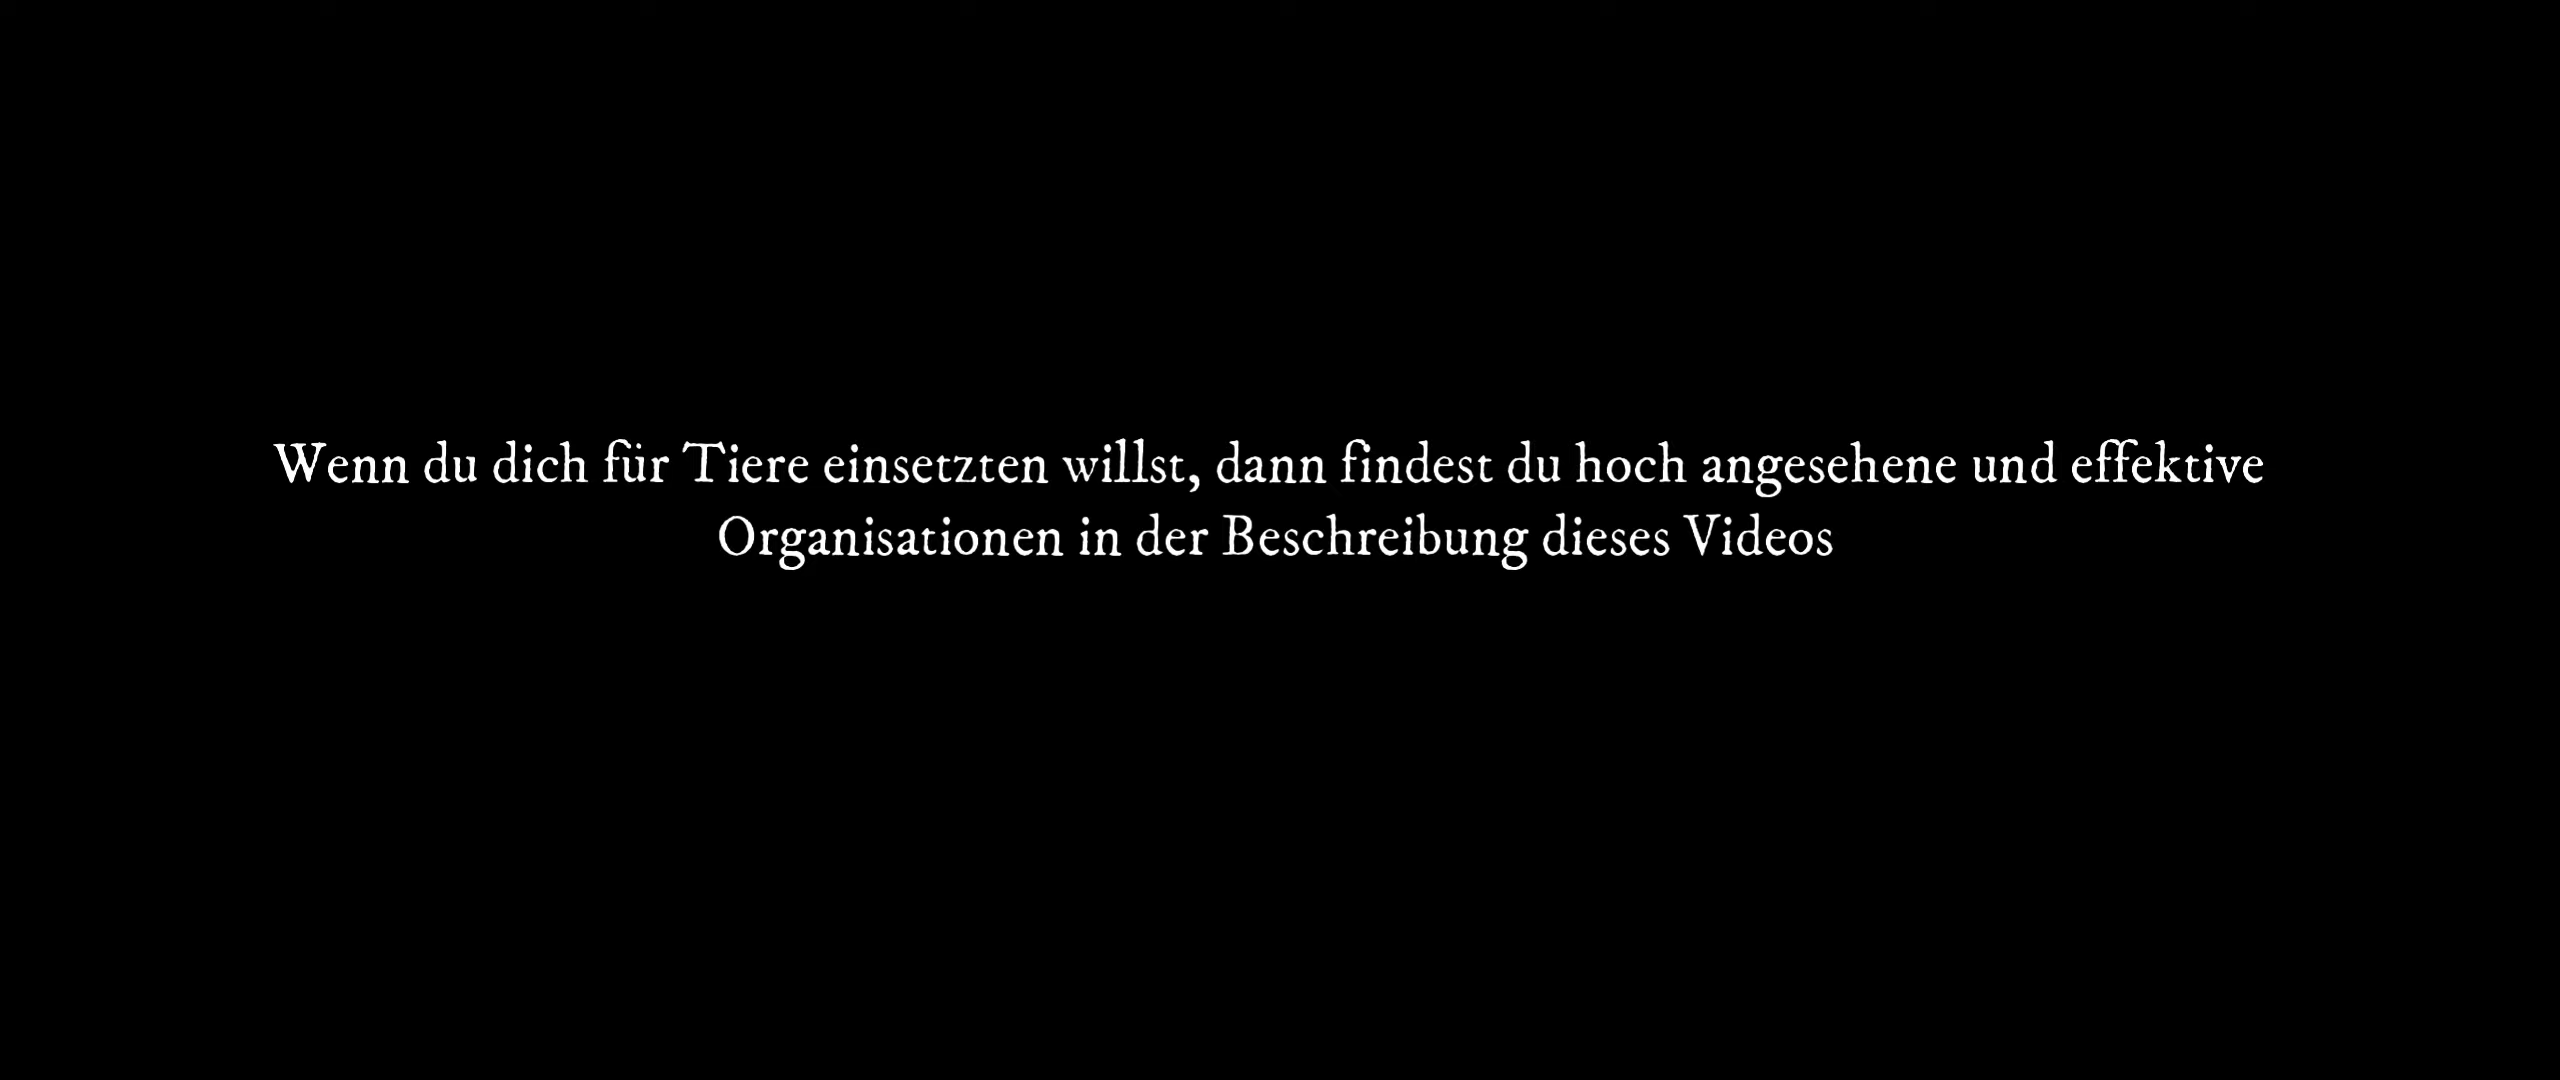 Wenn du dich für Tiere einsetzten willst, dann findest du hoch angesehene und effektive
Organisationen in der Beschreibung dieses Videos